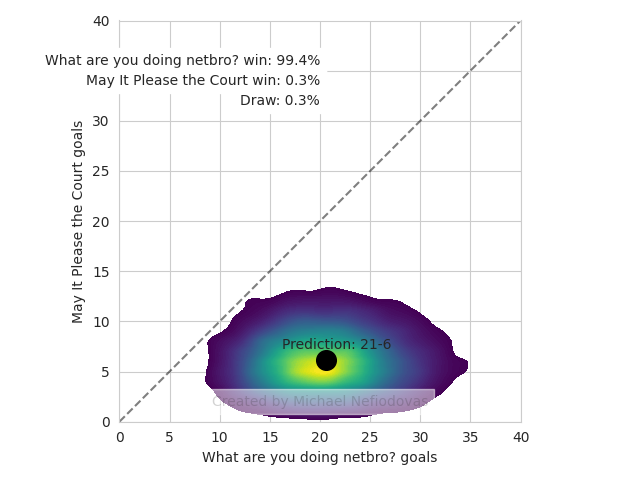 40
What are you doing netbro? win: 99.4%
May It Please the Court win: 0.3%
Draw: 0.3%
30
25
20
15
10
5
0
May It Please the Court goals
Prediction: 21-6
Created by Michael Nefiodovas
0 5 10 15 20 25 30 35 40
What are you doing netbro? goals